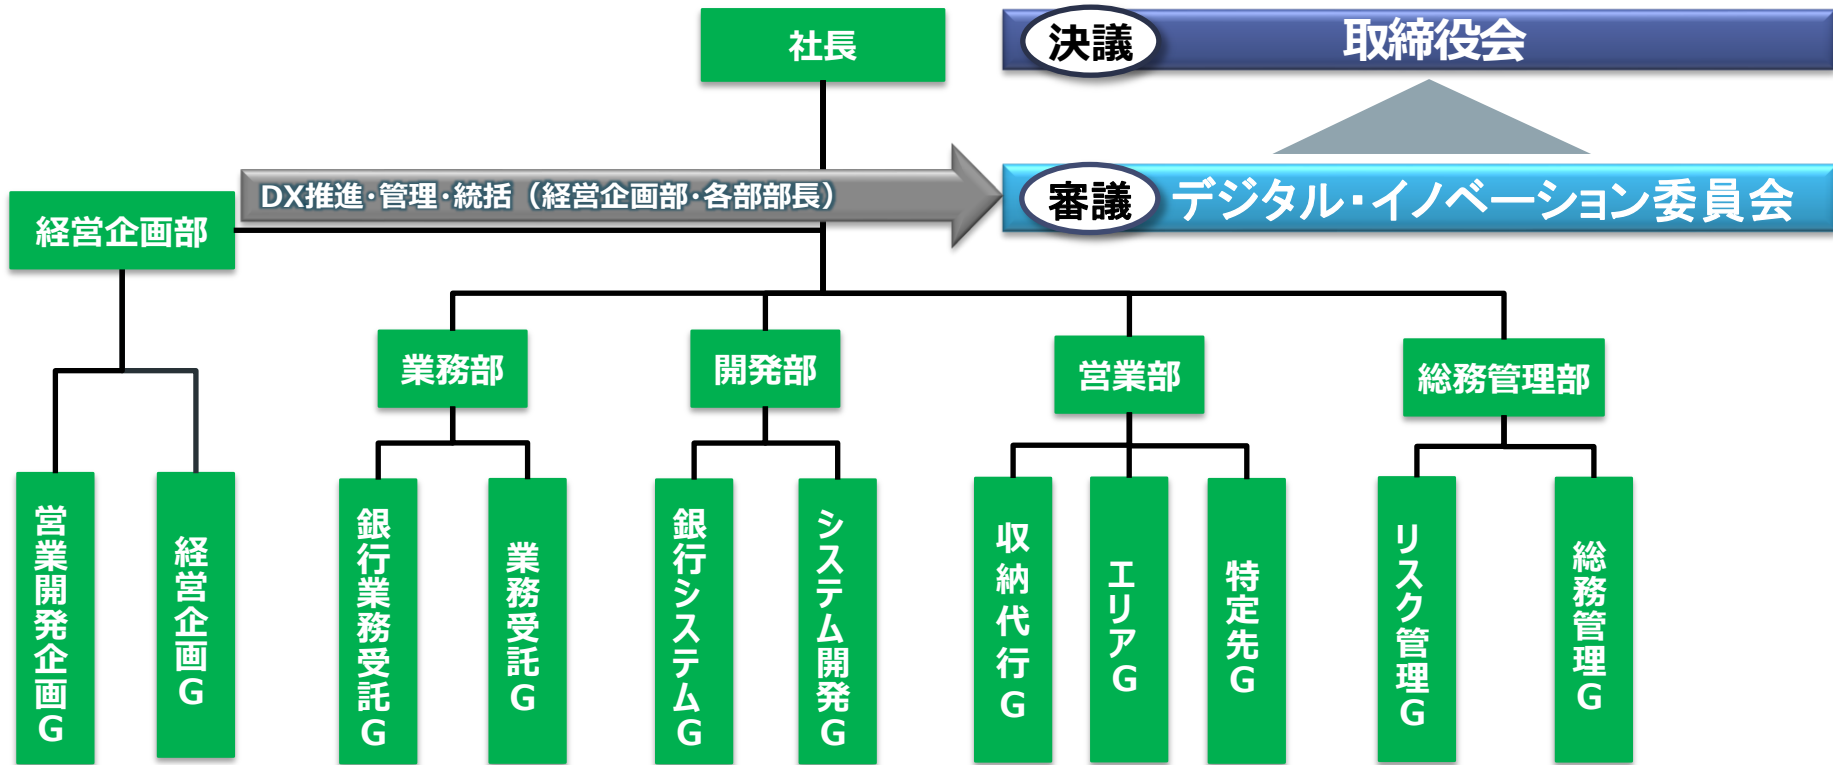 社長
決議
取締役会
DX推進・管理・統括（経営企画部・各部部長）
審議
デジタル・イノベーション委員会
経営企画部
業務部
開発部
営業部
総務管理部
営業開発企画G
経営企画G
銀行業務受託G
業務受託G
銀行システムG
システム開発G
収納代行G
エリアG
特定先G
リスク管理G
総務管理G